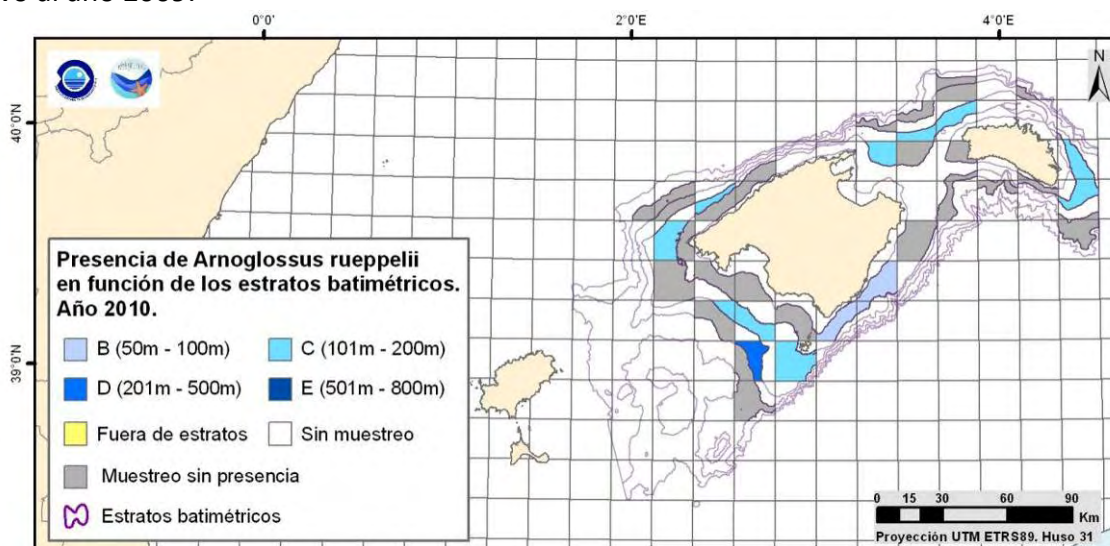 0°0'
2°0'E
4°0'E
N
40°0'N
39°0'N
Presencia de Arnoglossus rueppelii
en función de los estratos batimétricos.
Año 2010.
B (50m - 100m)
C (101m - 200m)
D (201m - 500m)
E (501m - 800m)
Fuera de estratos
Sin muestreo
Muestreo sin presencia
Estratos batimétricos
0 15 30 60 90
Km
Proyección UTM ETRS89. Huso 31